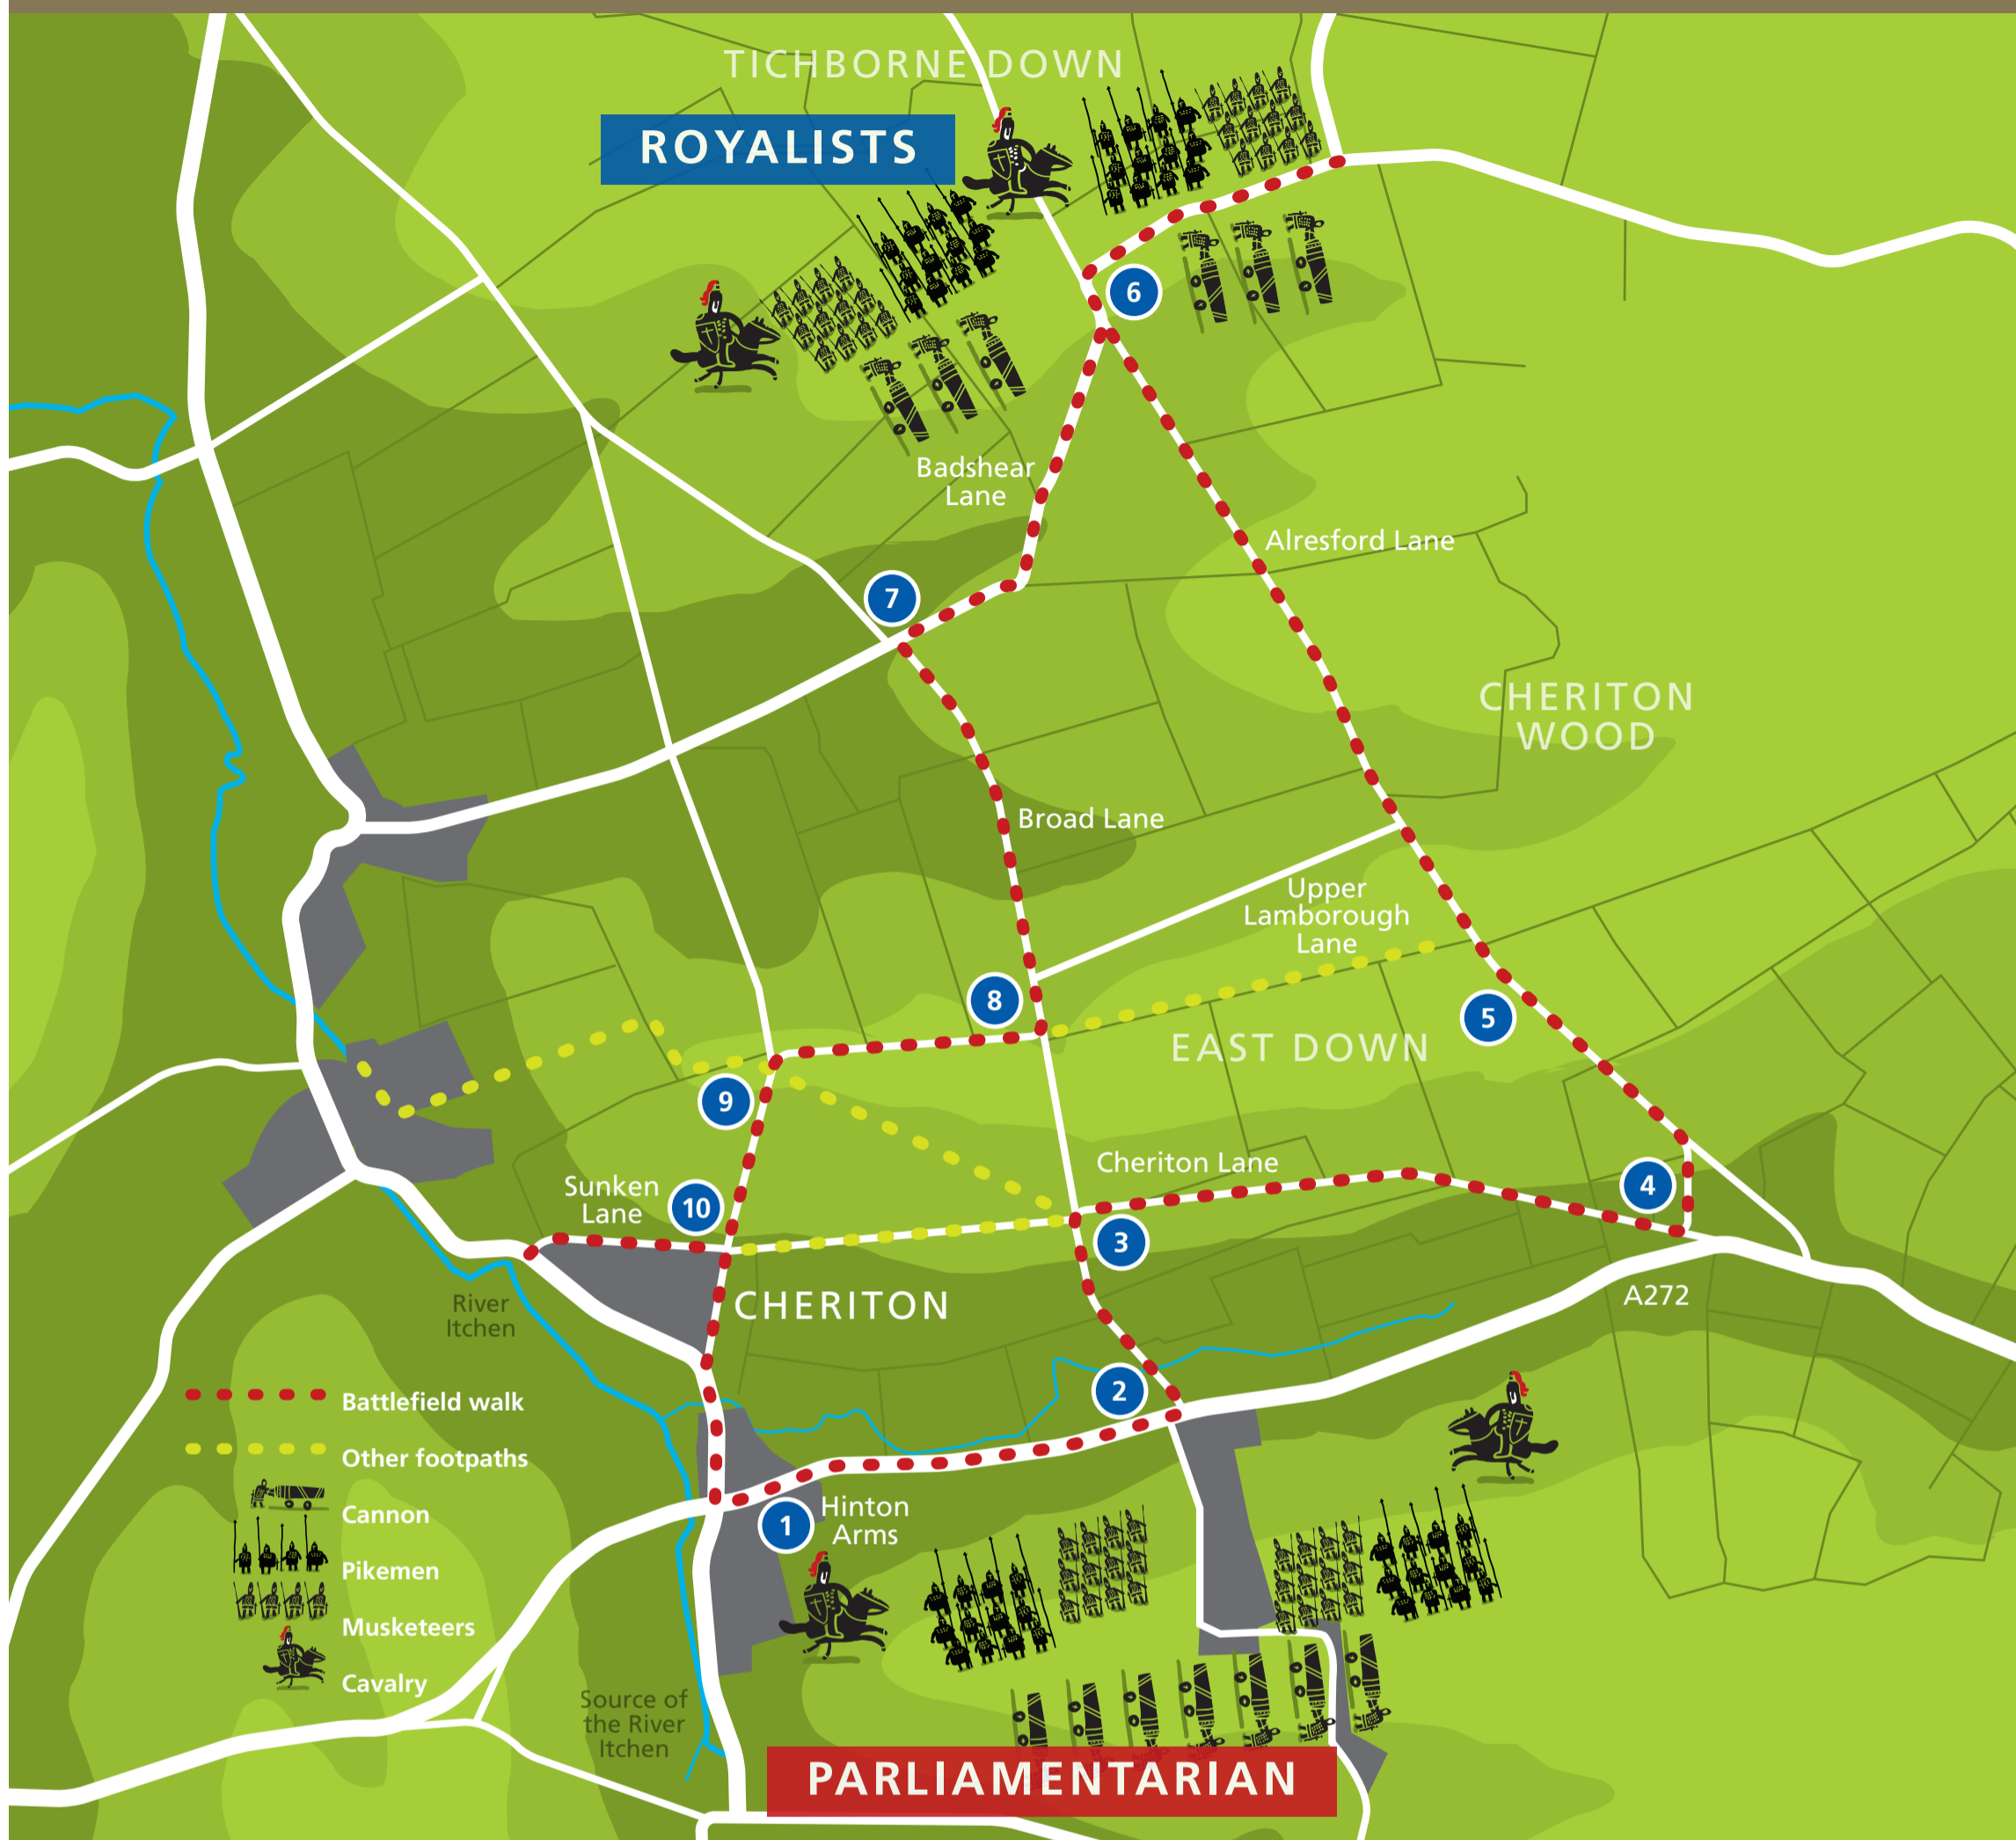 TICHBORNE DOWN
ROYALISTS
6
Badshear
Lane
Alresford Lane
7
CHERITON
WOOD
Broad Lane
Upper
Lamborough
Lane
8
5
EAST DOWN
9
Cheriton Lane
Sunken
Lane
10
4
3
River
Itchen
CHERITON
A272
2
Battlefield walk
Other footpaths
Cannon
Pikemen
Musketeers
Cavalry
1
Hinton
Arms
Source of
the River
Itchen
PARLIAMENTARIAN